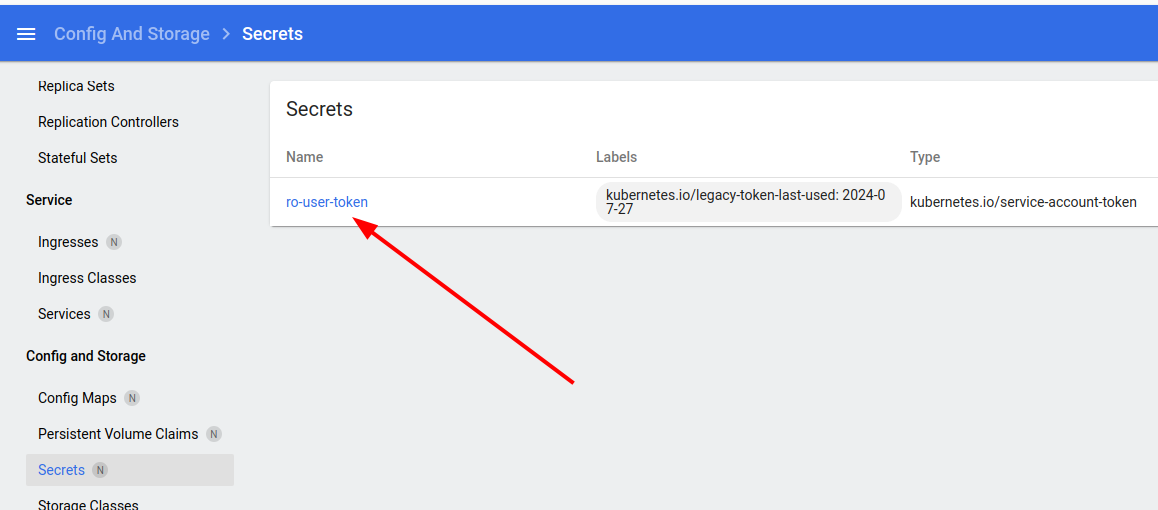 Config And Storage > Secrets
Replica Sets
Replication Controllers
Stateful Sets
Service
Ingresses N
Ingress Classes
Services N
Config and Storage
Config Maps N
Persistent Volume Claims N
Secrets N
Storage Classes
Secrets
Name Labels Type
ro-user-token
kubernetes.io/legacy-token-last-used: 2024-0
7-27
kubernetes.io/service-account-token